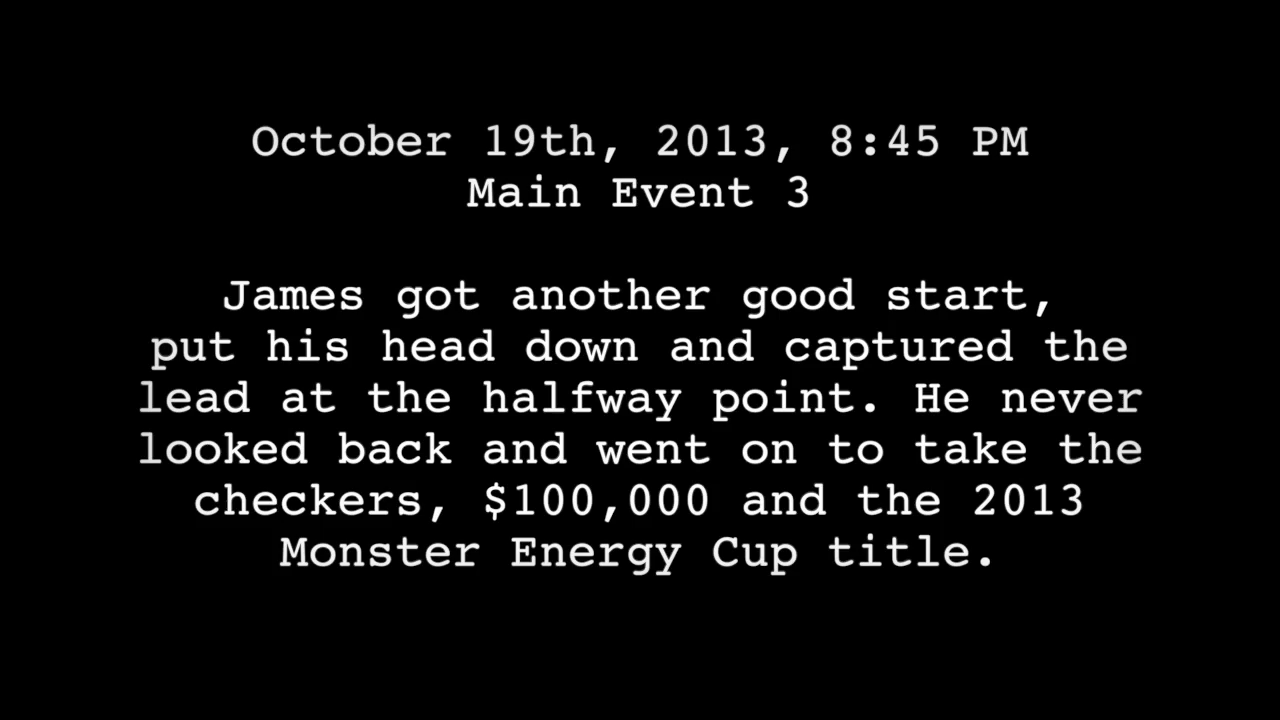 October 19th, 2013, 8:45 PM
Main Event 3
James got another good start,
put his head down and captured the
lead at the halfway point. He never
looked back and went on to take the
checkers, $100,000 and the 2013
Monster Energy Cup title.